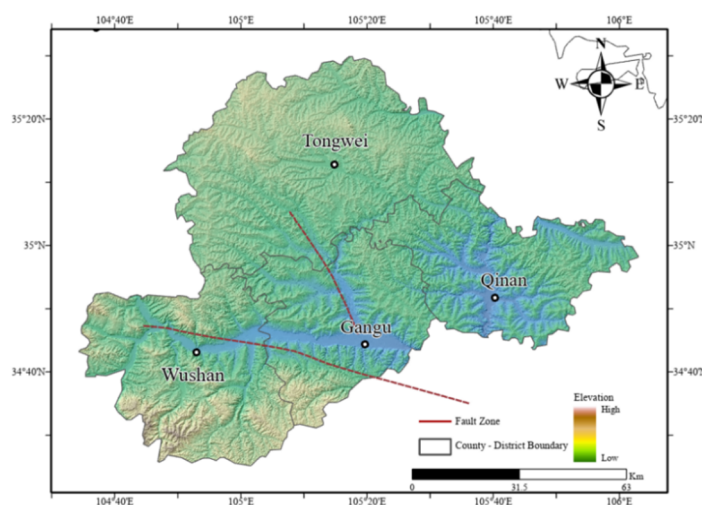 104°40' 105° 105°20' 105°40' 106°
N
W E
S
35°20' 35°20'
Tongwei
35° 35°
Qinan
Gangu
34°40' 34°40'
Wushan
Elevation
High
Low
Fault Zone
County - District Boundary
Km
0 31.5 63
104°40' 105° 105°20' 105°40' 106°